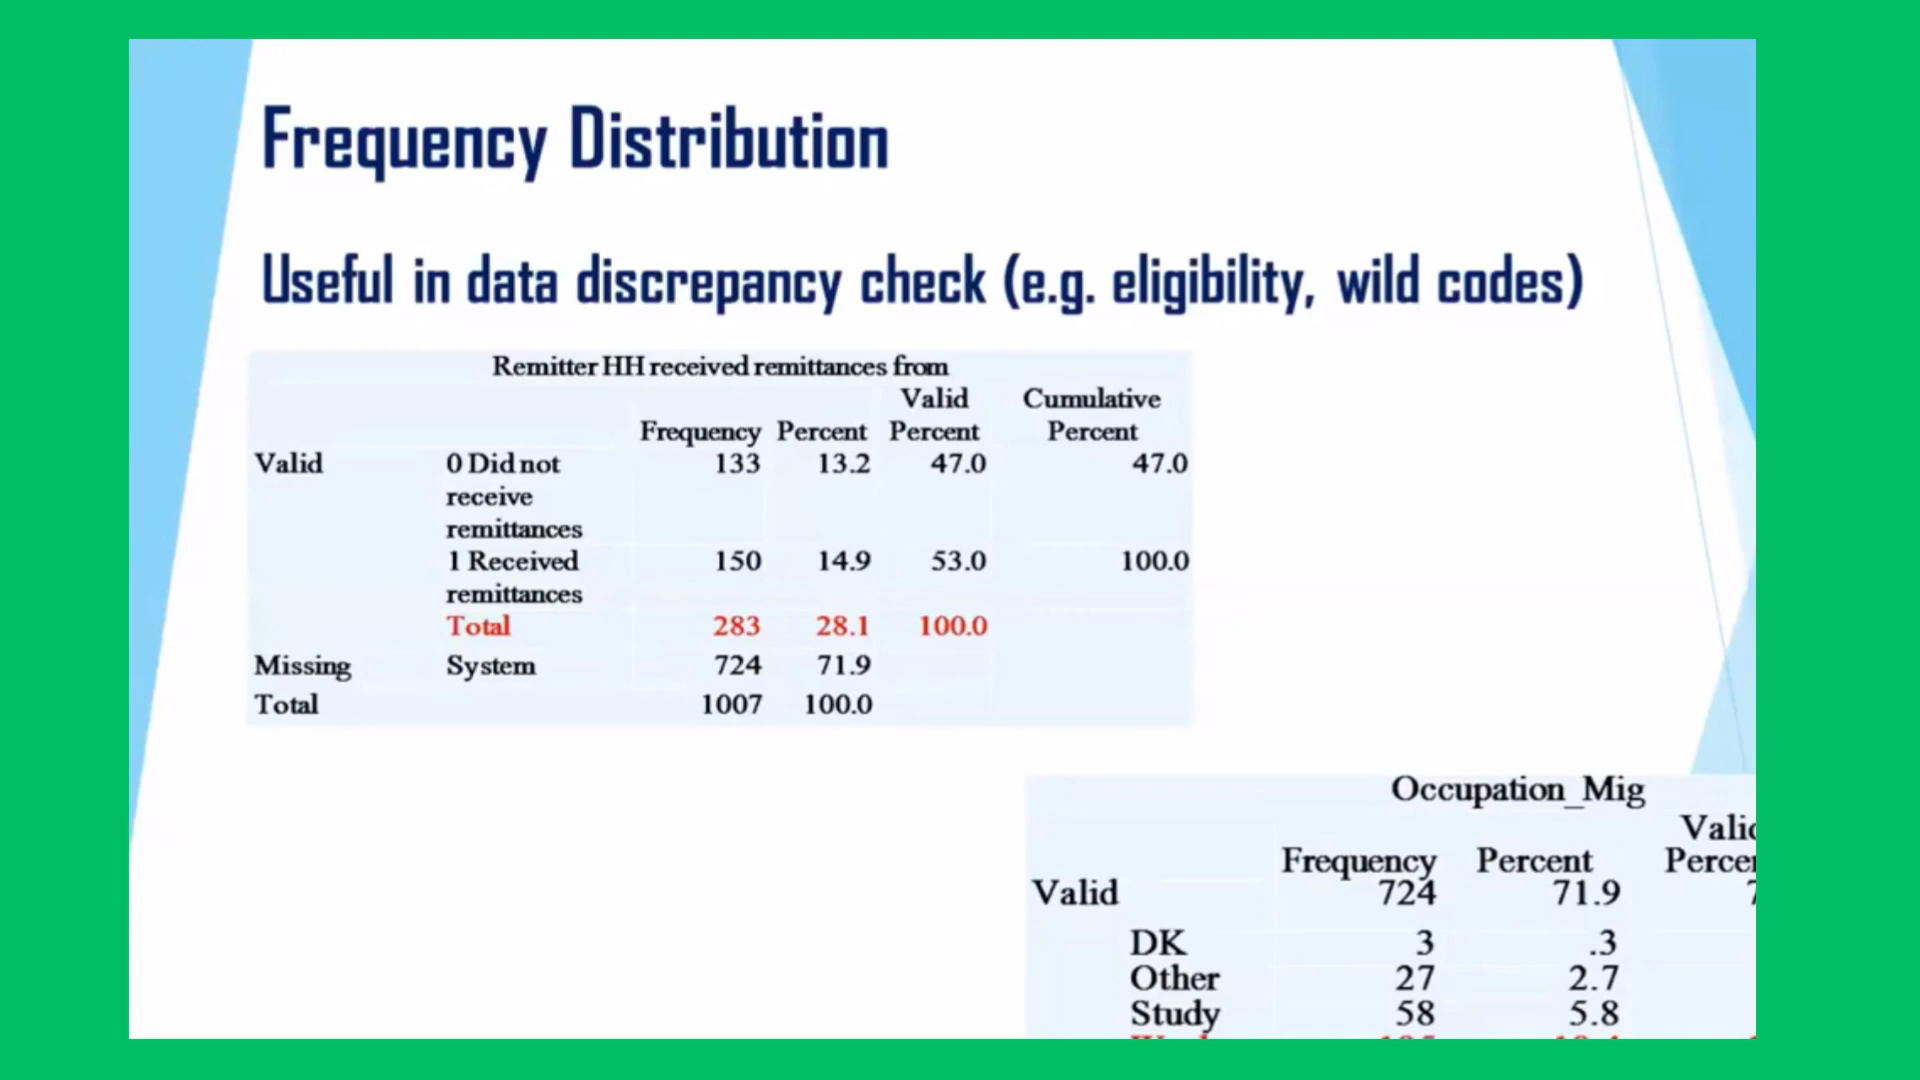 Frequency Distribution
Useful in data discrepancy check (e.g. eligibility, wild codes)
Remitter HH received remittances from
Valid Cumulative
Frequency Percent Percent Percent
Valid 0 Did not 133 13.2 47.0 47.0
receive
remittances
1 Received 150 14.9 53.0 100.0
remittances
Total 283 28.1 100.0
Missing System 724 71.9
Total 1007 100.0
Occupation_Mig
Frequency Percent
Valid 724 71.9
DK 3 .3
Other 27 2.7
Study 58 5.8